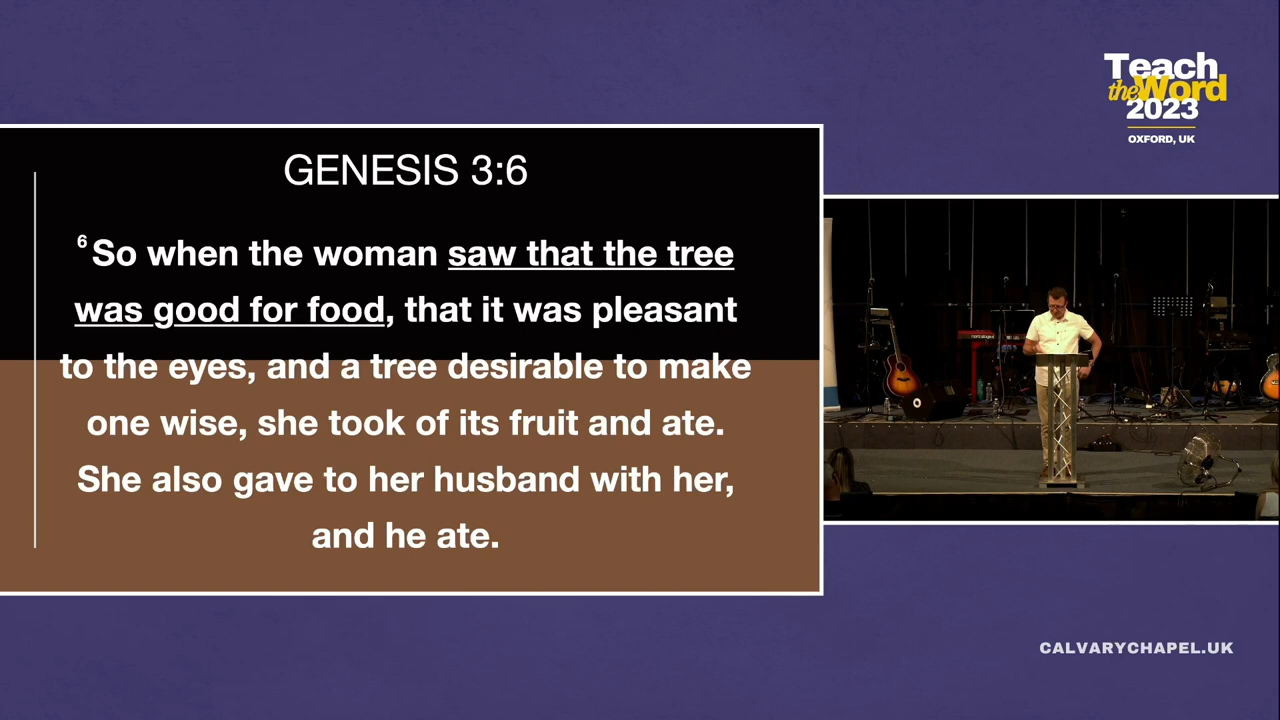 GENESIS 3:6
6 So when the woman saw that the tree
was good for food, that it was pleasant
to the eyes, and a tree desirable to make
one wise, she took of its fruit and ate.
She also gave to her husband with her,
and he ate.
Teach
the Word
2023
OXFORD, UK
CALVARYCHAPEL.UK